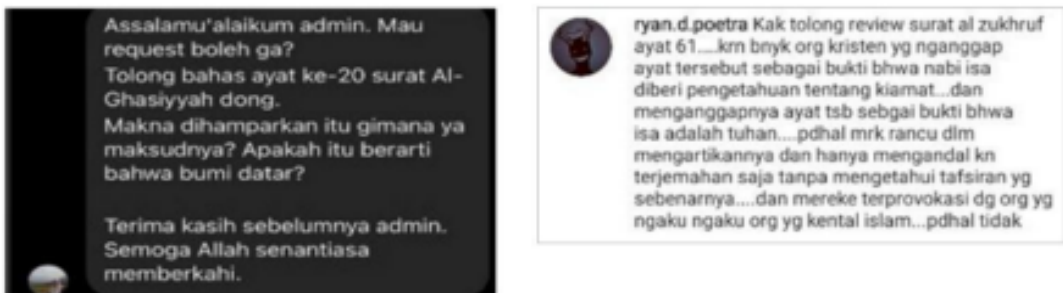 Assalamu'alaikum admin. Mau
request boleh ga?
Tolong bahas ayat ke-20 surat Al-
Ghasiyyah dong.
Makna dihamparkan itu gimana ya
maksudnya? Apakah itu berarti
bahwa bumi datar?
Terima kasih sebelumnya admin.
Semoga Allah senantiasa
memberkahi.
ryan.d.poetra Kak tolong review surat al zukhruf
ayat 61....krn bnyk org kristen yg nganggap
ayat tersebut sebagai bukti bhwa nabi isa
diberi pengetahuan tentang kiamat...dan
menganggapnya ayat tsb sebgai bukti bhwa
isa adalah tuhan....pdhal mrk rancu dlm
mengartikannya dan hanya mengandal kn
terjemahan saja tanpa mengetahui tafsiran yg
sebenarnya....dan mereke terprovokasi dg org yg
ngaku ngaku org yg kental islam...pdhal tidak